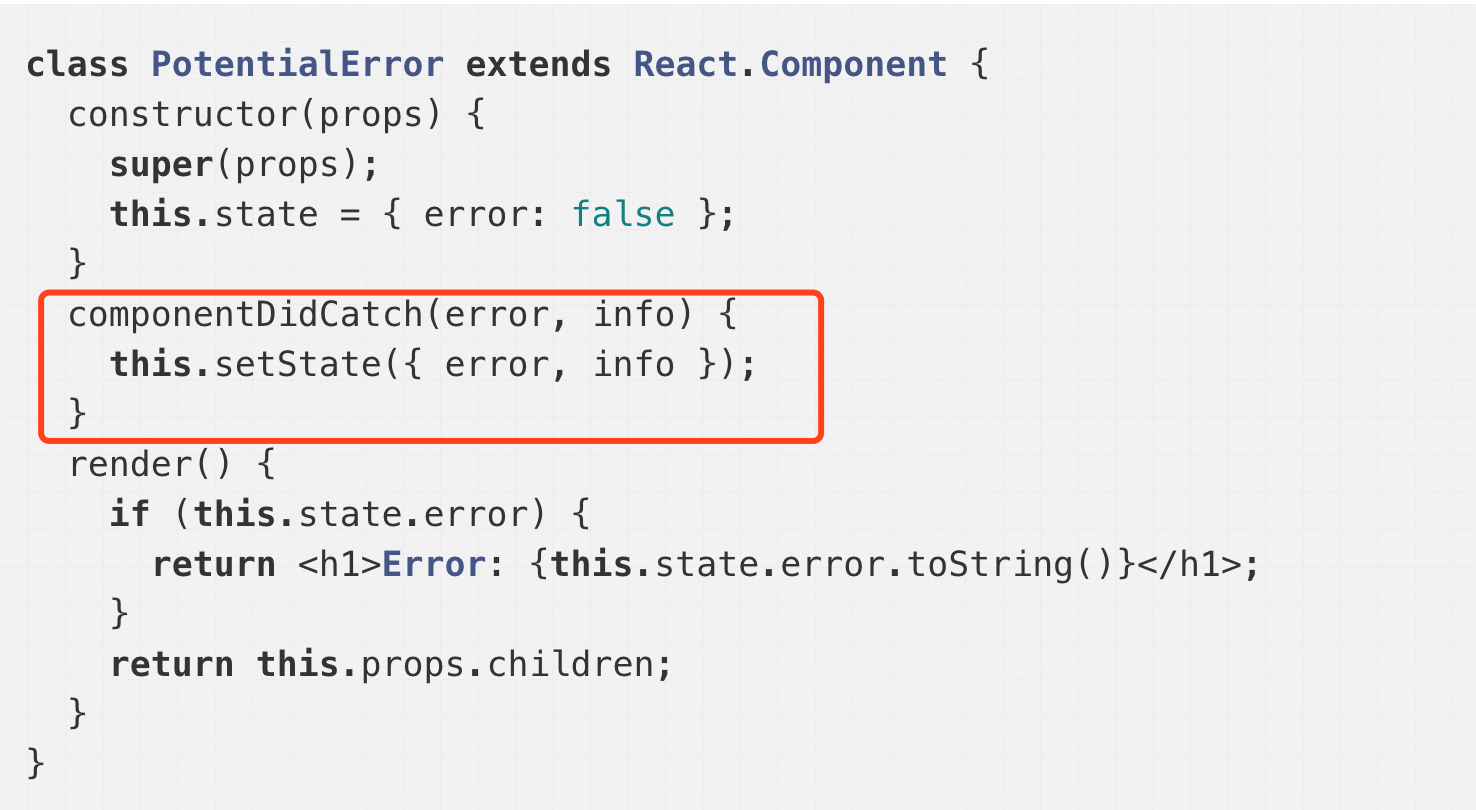 class PotentialError extends React.Component {
  constructor(props) {
    super(props);
    this.state = { error: false };
  }
  componentDidCatch(error, info) {
    this.setState({ error, info });
  }
  render() {
    if (this.state.error) {
      return <h1>Error: {this.state.error.toString()}</h1>;
    }
    return this.props.children;
  }
}